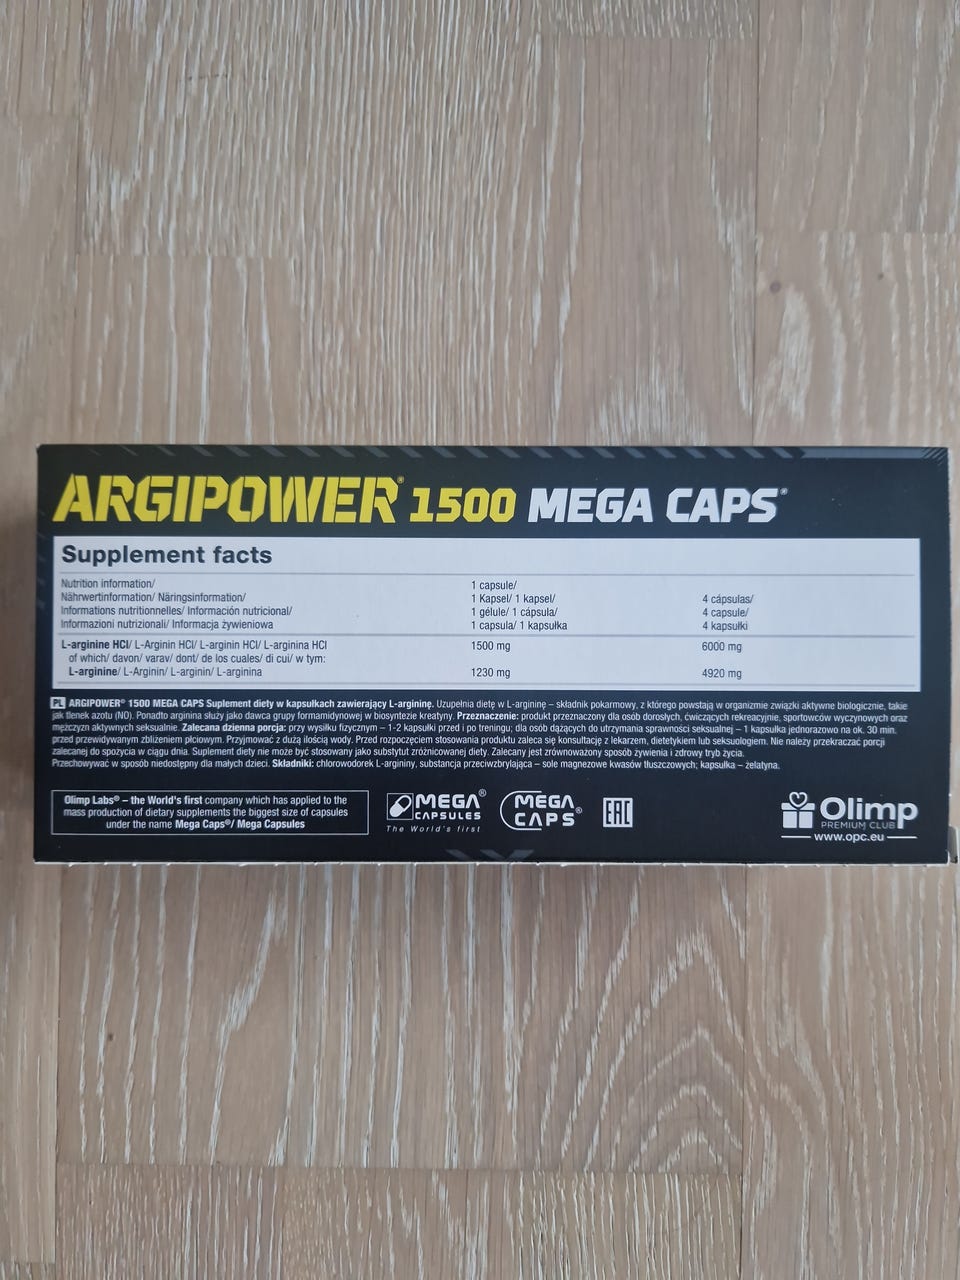 ARGIPOWER® 1500 MEGA CAPS®
Supplement facts
Nutrition information/
Nährwertinformation/ Näringsinformation/
Informations nutritionnelles/ Información nutricional/
Informazioni nutrizionali/ Informacja żywieniowa
1 capsule/
1 Kapsel/ 1 kapsel/
1 gélule/ 1 cápsula/
1 capsula/ 1 kapsułka
4 cápsulas/
4 capsule/
4 kapsułki
L-arginine HCl/ L-Arginin HCl/ L-arginin HCl/ L-arginina HCl 1500 mg 6000 mg
of which/ davon/ varav/ dont/ de los cuales/ di cui/ w tym:
L-arginine/ L-Arginin/ L-arginin/ L-arginina 1230 mg 4920 mg
PL ARGIPOWER® 1500 MEGA CAPS Suplement diety w kapsułkach zawierający L-argininę. Uzupełnia dietę w L-argininę – składnik pokarmowy, z którego powstają w organizmie związki aktywne biologicznie, takie
jak tlenek azotu (NO). Ponadto arginina służy jako dawca grupy formamidynowej w biosyntezie kreatyny. Przeznaczenie: produkt przeznaczony dla osób dorosłych, ćwiczących rekreacyjnie, sportowców wyczynowych oraz
mężczyzn aktywnych seksualnie. Zalecana dzienna porcja: przy wysiłku fizycznym – 1-2 kapsułki przed i po treningu; dla osób dążących do utrzymania sprawności seksualnej – 1 kapsułka jednorazowo na ok. 30 min.
przed przewidywanym zbliżeniem płciowym. Przyjmować z dużą ilością wody. Przed rozpoczęciem stosowania produktu zaleca się konsultację z lekarzem, dietetykiem lub seksuologiem. Nie należy przekraczać porcji
zalecanej do spożycia w ciągu dnia. Suplement diety nie może być stosowany jako substytut zróżnicowanej diety. Zalecany jest zrównoważony sposób żywienia i zdrowy tryb życia.
Przechowywać w sposób niedostępny dla małych dzieci. Składniki: chlorowodorek L-argininy, substancja przeciwzbrylająca – sole magnezowe kwasów tłuszczowych; kapsułka – żelatyna.
Olimp Labs® – the World's first company which has applied to the
mass production of dietary supplements the biggest size of capsules
under the name Mega Caps®/ Mega Capsules
MEGA®
CAPSULES
The World's first
MEGA
CAPS®
EAC
Olimp
PREMIUM CLUB
www.opc.eu